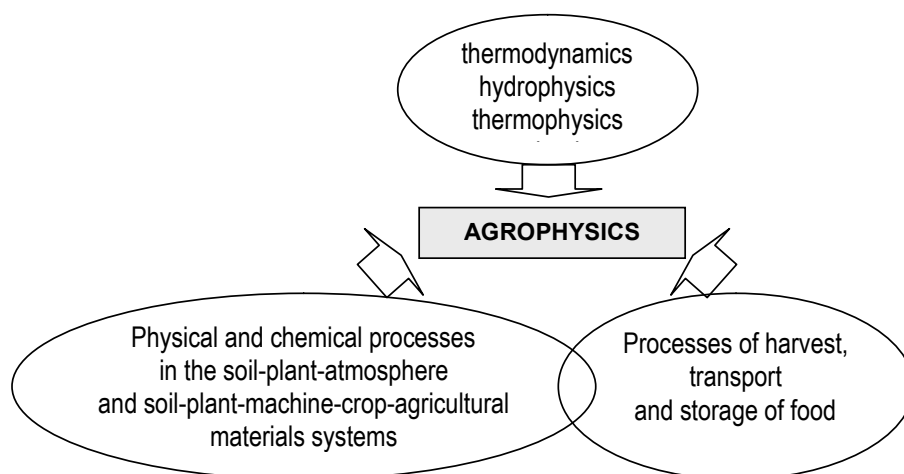 thermodynamics
hydrophysics
thermophysics
AGROPHYSICS
Physical and chemical processes
in the soil-plant-atmosphere
and soil-plant-machine-crop-agricultural
materials systems
Processes of harvest,
transport
and storage of food